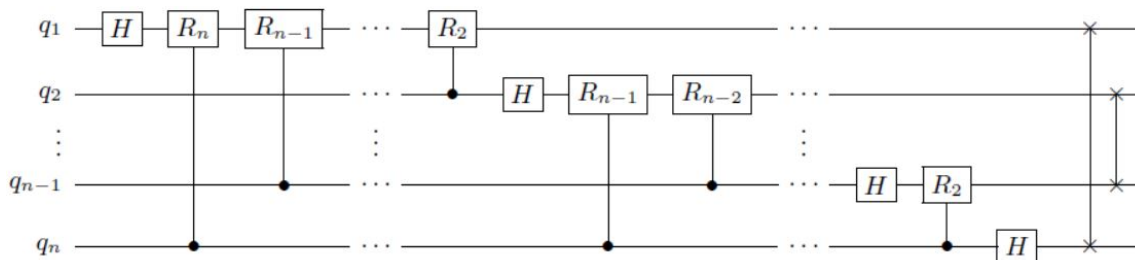 q₁ H Rₙ Rₙ₋₁ ⋯ R₂ ⋯
q₂ ⋯ H Rₙ₋₁ Rₙ₋₂ ⋯
⋮ ⋮ ⋮
qₙ₋₁ ⋯ ⋯ H R₂
qₙ ⋯ ⋯ H